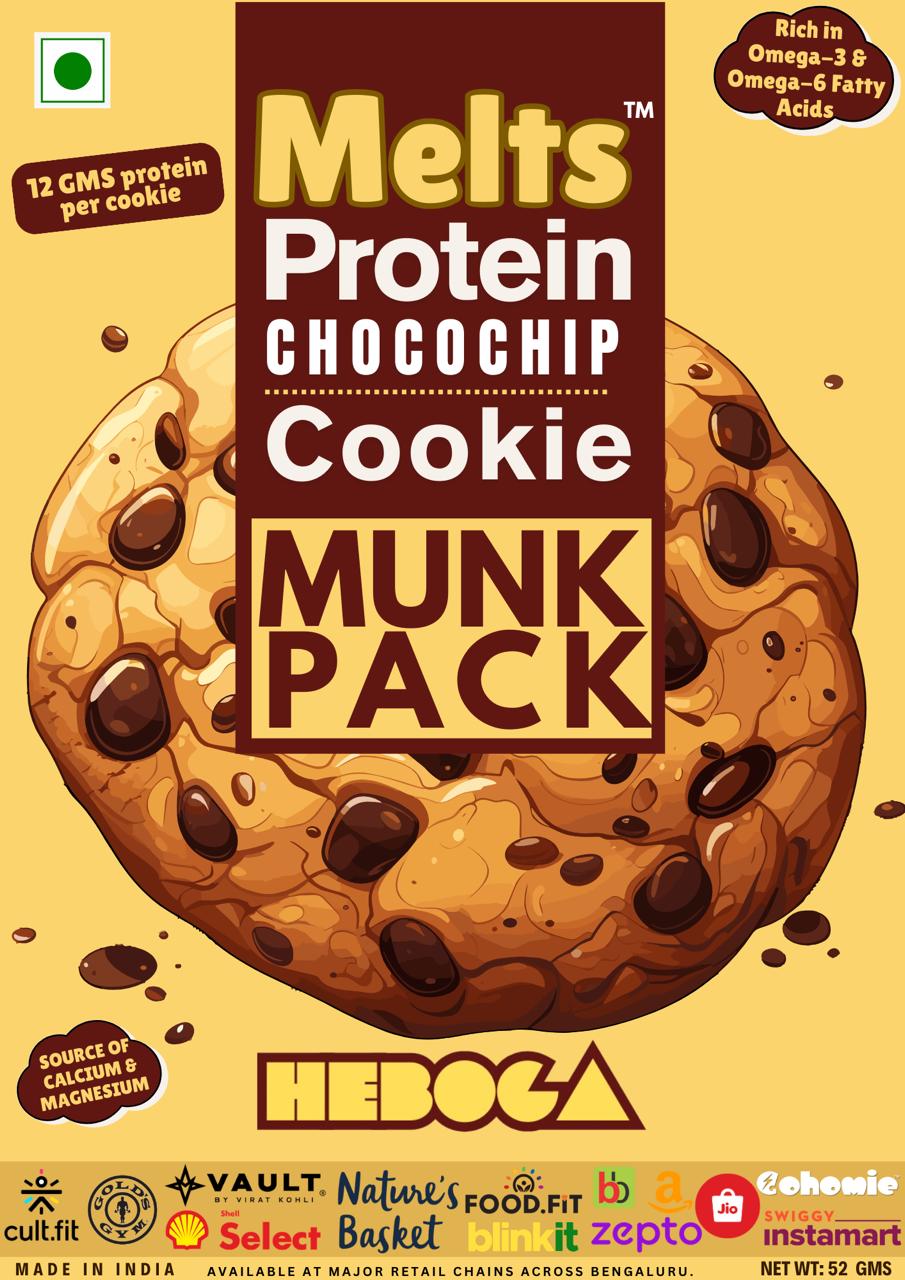 Rich in
Omega-3 &
Omega-6 Fatty
Acids
12 GMS protein
per cookie
Melts™
Protein
CHOCOCHIP
Cookie
MUNK
PACK
SOURCE OF
CALCIUM &
MAGNESIUM
HEBOGA
cult.fit
GOLD'S
GYM
VAULT®
BY VIRAT KOHLI
Shell
Select
Nature's
Basket
FOOD.FIT
blinkit
bb
a
zepto
Jio
Zohomie
SWIGGY
instamart
MADE IN INDIA
AVAILABLE AT MAJOR RETAIL CHAINS ACROSS BENGALURU.
NET WT: 52 GMS